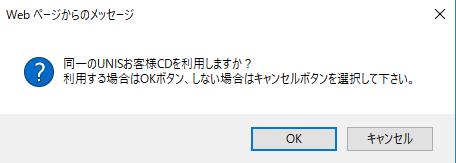 Web ページからのメッセージ
同一のUNISお客様CDを利用しますか？
利用する場合はOKボタン、しない場合はキャンセルボタンを選択して下さい。
OK
キャンセル